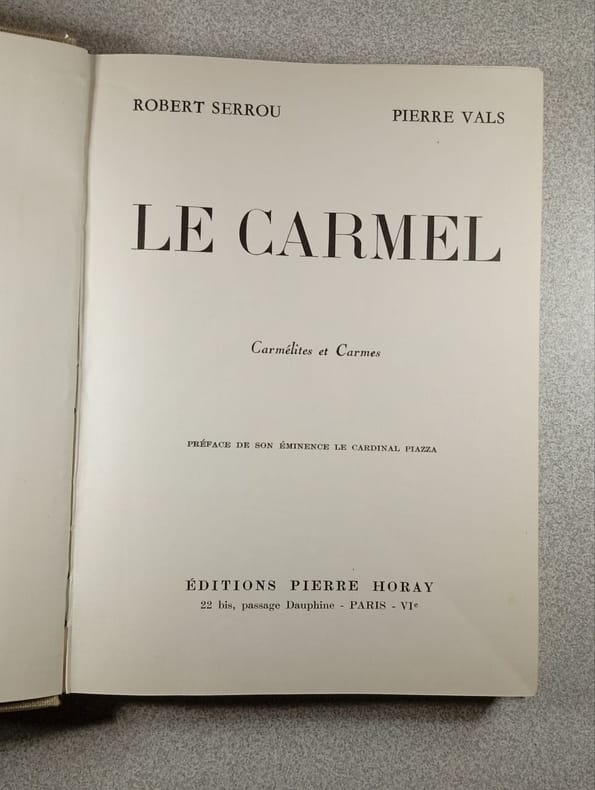 ROBERT SERROU PIERRE VALS
LE CARMEL
Carmélites et Carmes
PRÉFACE DE SON ÉMINENCE LE CARDINAL PIAZZA
ÉDITIONS PIERRE HORAY
22 bis, passage Dauphine - PARIS - VIe